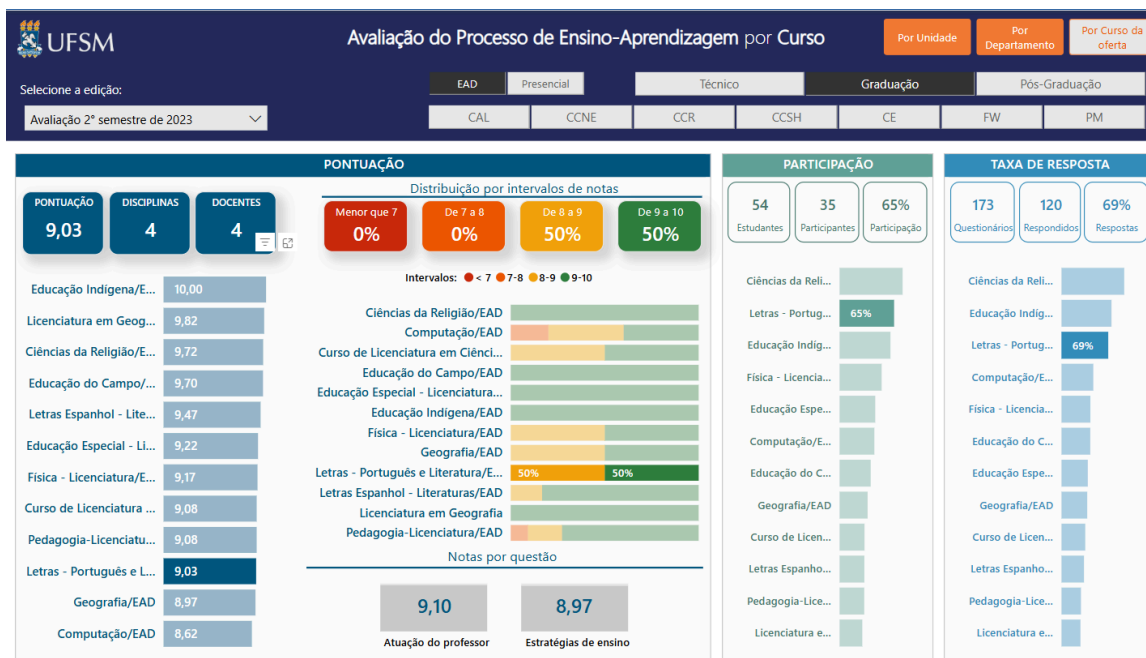 UFSM
Avaliação do Processo de Ensino-Aprendizagem por Curso
Por Unidade
Por Departamento
Por Curso da oferta
Selecione a edição:
Avaliação 2° semestre de 2023
EAD
Presencial
Técnico
Graduação
Pós-Graduação
CAL
CCNE
CCR
CCSH
CE
FW
PM
PONTUAÇÃO
PONTUAÇÃO
9,03
DISCIPLINAS
4
DOCENTES
4
Educação Indígena/E... 10,00
Licenciatura em Geog... 9,82
Ciências da Religião/E... 9,72
Educação do Campo/... 9,70
Letras Espanhol - Lite... 9,47
Educação Especial - Li... 9,22
Física - Licenciatura/E... 9,17
Curso de Licenciatura ... 9,08
Pedagogia-Licenciatu... 9,08
Letras - Português e L... 9,03
Geografia/EAD 8,97
Computação/EAD 8,62
Distribuição por intervalos de notas
Menor que 7
0%
De 7 a 8
0%
De 8 a 9
50%
De 9 a 10
50%
Intervalos: < 7 7-8 8-9 9-10
Ciências da Religião/EAD
Computação/EAD
Curso de Licenciatura em Ciênci...
Educação do Campo/EAD
Educação Especial - Licenciatura...
Educação Indígena/EAD
Física - Licenciatura/EAD
Geografia/EAD
Letras - Português e Literatura/E... 50% 50%
Letras Espanhol - Literaturas/EAD
Licenciatura em Geografia
Pedagogia-Licenciatura/EAD
Notas por questão
9,10
Atuação do professor
8,97
Estratégias de ensino
PARTICIPAÇÃO
54
Estudantes
35
Participantes
65%
Participação
Ciências da Reli...
Letras - Portug... 65%
Educação Indíg...
Física - Licencia...
Educação Espe...
Computação/E...
Educação do C...
Geografia/EAD
Curso de Licen...
Letras Espanho...
Pedagogia-Lice...
Licenciatura e...
TAXA DE RESPOSTA
173
Questionários
120
Respondidos
69%
Respostas
Ciências da Reli...
Educação Indíg...
Letras - Portug... 69%
Computação/E...
Física - Licencia...
Educação do C...
Educação Espe...
Geografia/EAD
Curso de Licen...
Letras Espanho...
Pedagogia-Lice...
Licenciatura e...